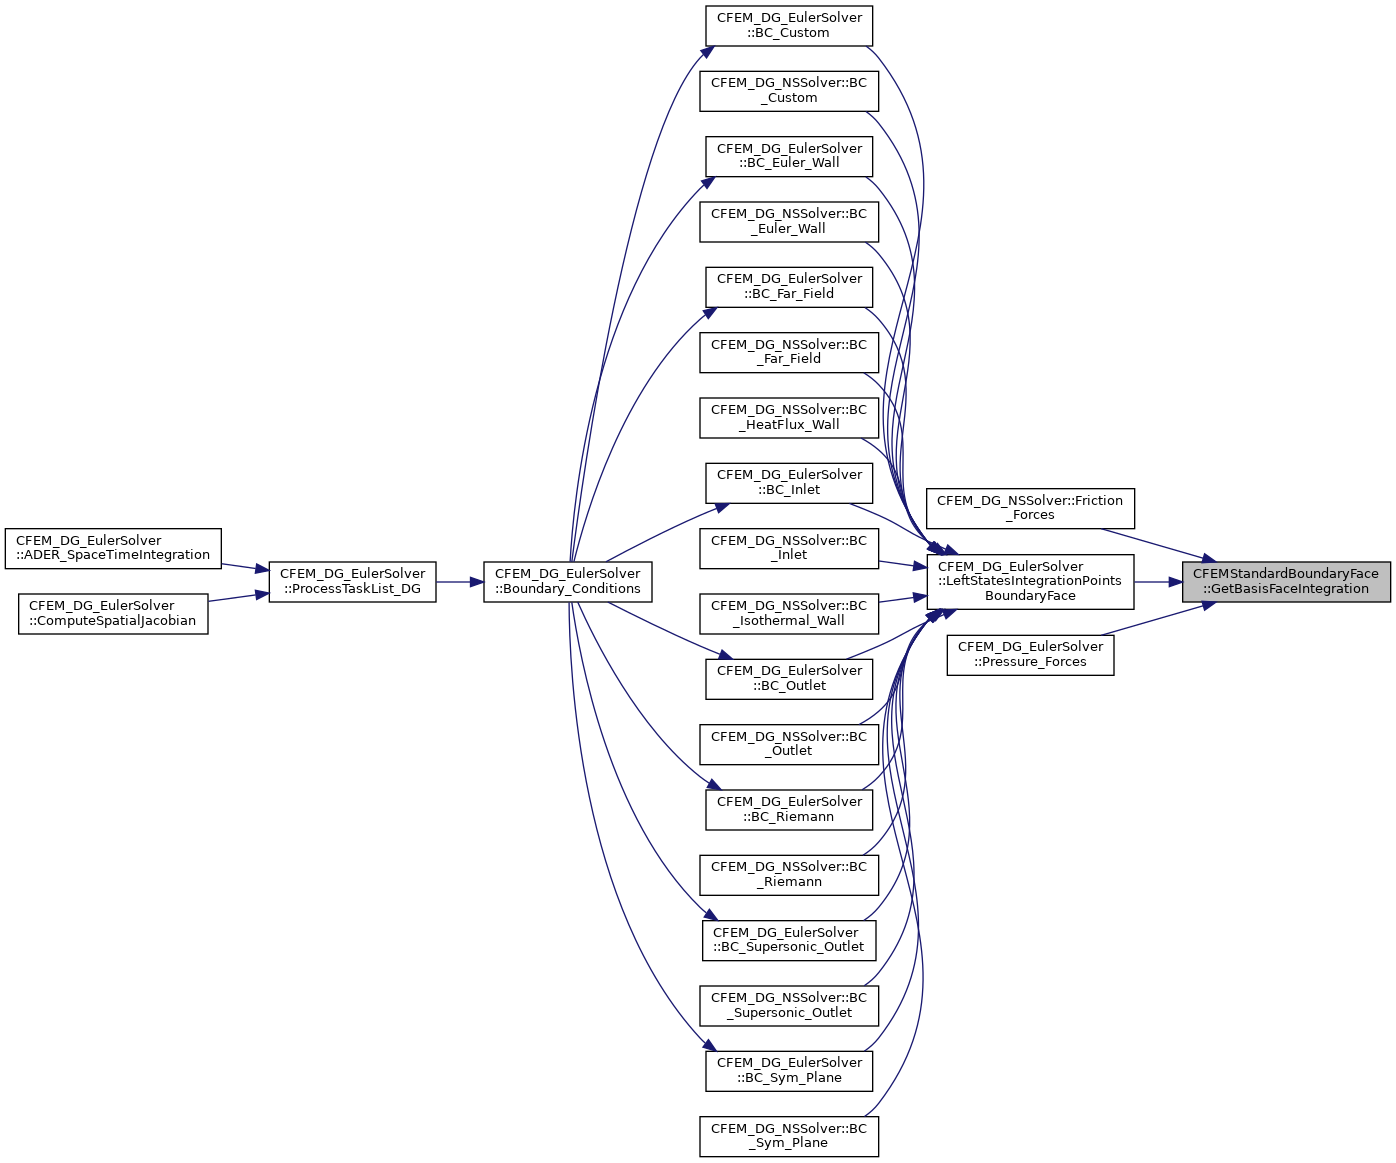 CFEM_DG_EulerSolver
::BC_Custom
CFEM_DG_NSSolver::BC
_Custom
CFEM_DG_EulerSolver
::BC_Euler_Wall
CFEM_DG_NSSolver::BC
_Euler_Wall
CFEM_DG_EulerSolver
::BC_Far_Field
CFEM_DG_NSSolver::BC
_Far_Field
CFEM_DG_NSSolver::BC
_HeatFlux_Wall
CFEM_DG_EulerSolver
::BC_Inlet
CFEM_DG_NSSolver::BC
_Inlet
CFEM_DG_NSSolver::BC
_Isothermal_Wall
CFEM_DG_EulerSolver
::BC_Outlet
CFEM_DG_NSSolver::BC
_Outlet
CFEM_DG_EulerSolver
::BC_Riemann
CFEM_DG_NSSolver::BC
_Riemann
CFEM_DG_EulerSolver
::BC_Supersonic_Outlet
CFEM_DG_NSSolver::BC
_Supersonic_Outlet
CFEM_DG_EulerSolver
::BC_Sym_Plane
CFEM_DG_NSSolver::BC
_Sym_Plane
CFEM_DG_EulerSolver
::ADER_SpaceTimeIntegration
CFEM_DG_EulerSolver
::ComputeSpatialJacobian
CFEM_DG_EulerSolver
::ProcessTaskList_DG
CFEM_DG_EulerSolver
::Boundary_Conditions
CFEM_DG_NSSolver::Friction
_Forces
CFEM_DG_EulerSolver
::LeftStatesIntegrationPoints
BoundaryFace
CFEM_DG_EulerSolver
::Pressure_Forces
CFEMStandardBoundaryFace
::GetBasisFaceIntegration